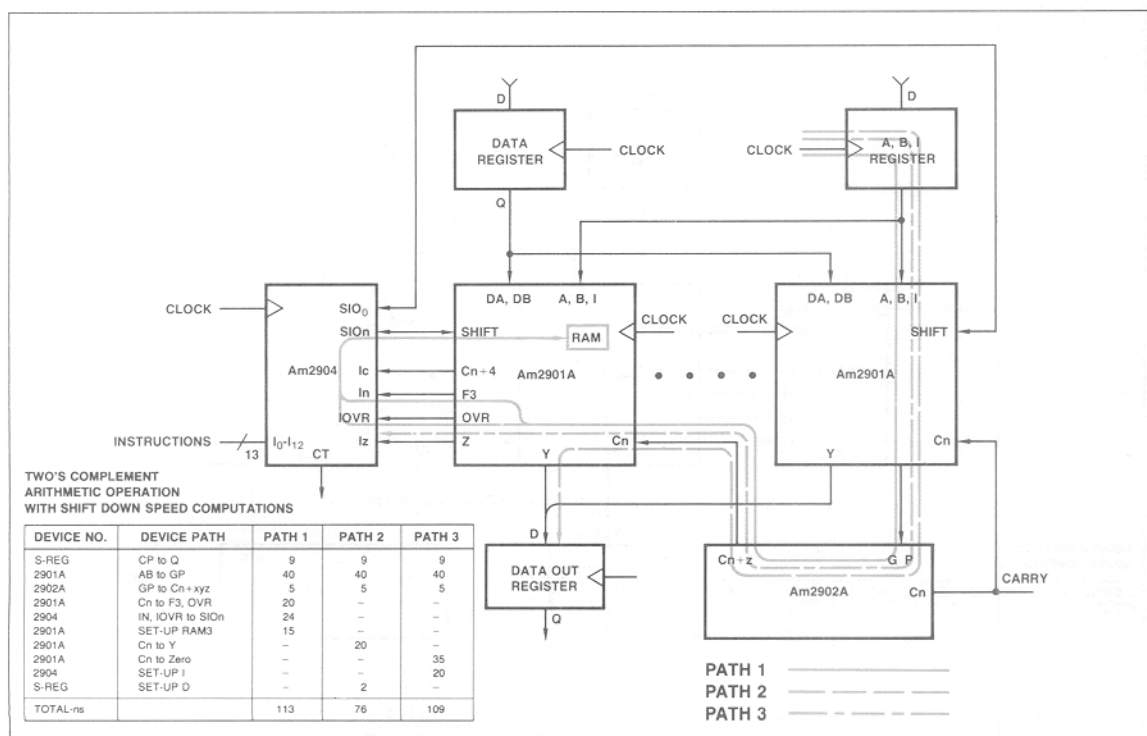 D
D
DATA
REGISTER
CLOCK
CLOCK
A, B, I
REGISTER
Q
DA, DB A, B, I
DA, DB A, B, I
CLOCK
SIO0
SIOn
SHIFT
RAM
CLOCK
CLOCK
SHIFT
Am2904
Ic
Cn+4
Am2901A
Am2901A
In
F3
IOVR
OVR
INSTRUCTIONS
13
I0-I12
Iz
Z
Cn
Cn
CT
Y
Y
TWO'S COMPLEMENT
ARITHMETIC OPERATION
WITH SHIFT DOWN SPEED COMPUTATIONS
DEVICE NO. DEVICE PATH PATH 1 PATH 2 PATH 3
S-REG CP to Q 9 9 9
2901A AB to GP 40 40 40
2902A GP to Cn+xyz 5 5 5
2901A Cn to F3, OVR 20 – –
2904 IN, IOVR to SIOn 24 – –
2901A SET-UP RAM3 15 – –
2901A Cn to Y – 20 –
2901A Cn to Zero – – 35
2904 SET-UP I – – 20
S-REG SET-UP D – 2 –
TOTAL-ns 113 76 109
D
DATA OUT
REGISTER
Q
Cn+z
G P
Am2902A
Cn
CARRY
PATH 1
PATH 2
PATH 3